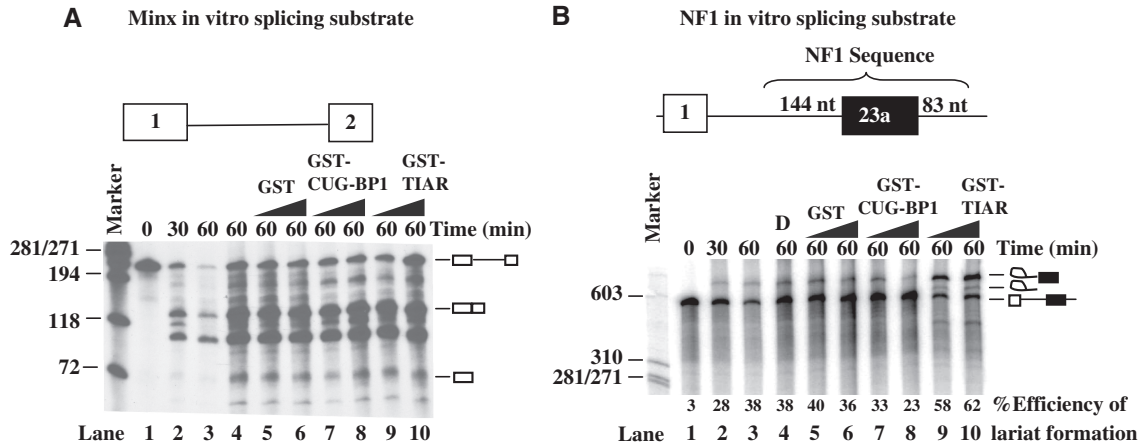 A Minx in vitro splicing substrate
1 2
Marker
GST
GST-
CUG-BP1
GST-
TIAR
0 30 60 60 60 60 60 60 60 60 Time (min)
281/271
194
118
72
Lane 1 2 3 4 5 6 7 8 9 10
B NF1 in vitro splicing substrate
NF1 Sequence
1 144 nt 23a 83 nt
Marker
D
GST
GST-
CUG-BP1
GST-
TIAR
0 30 60 60 60 60 60 60 60 60 Time (min)
603
310
281/271
3 28 38 38 40 36 33 23 58 62 %Efficiency of
Lane 1 2 3 4 5 6 7 8 9 10 lariat formation